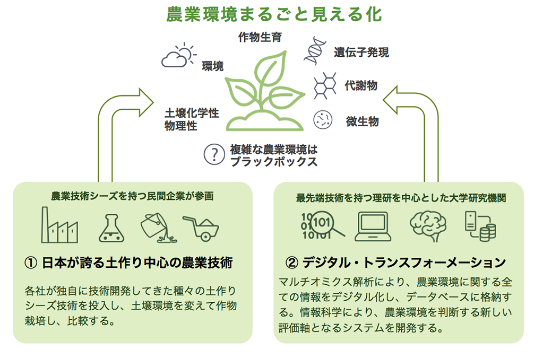 農業環境まるごと見える化
作物生育
環境
遺伝子発現
代謝物
土壌化学性
物理性
微生物
?
複雑な農業環境は
ブラックボックス
農業技術シーズを持つ民間企業が参画
① 日本が誇る土作り中心の農業技術
各社が独自に技術開発してきた種々の土作り
シーズ技術を投入し、土壌環境を変えて作物
栽培し、比較する。
最先端技術を持つ理研を中心とした大学研究機関
② デジタル・トランスフォーメーション
マルチオミクス解析により、農業環境に関する全
ての情報をデジタル化し、データベースに格納す
る。情報科学により、農業環境を判断する新しい
評価軸となるシステムを開発する。